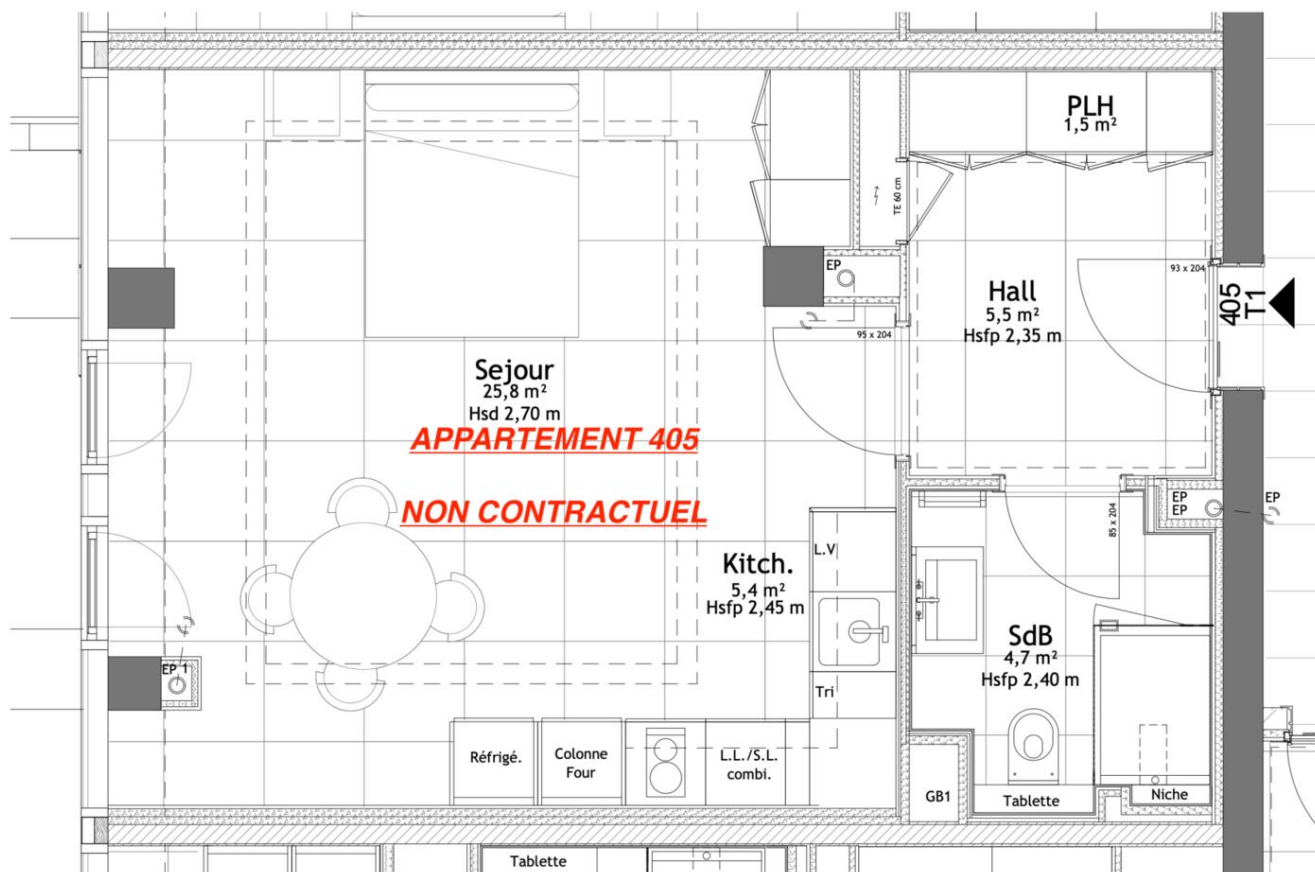 PLH
1,5 m²
TE 60 cm
EP
93 x 204
405
T1
Hall
5,5 m²
Hsfp 2,35 m
95 x 204
Sejour
25,8 m²
Hsd 2,70 m
APPARTEMENT 405
NON CONTRACTUEL
EP
EP
EP
85 x 204
L.V
Kitch.
5,4 m²
Hsfp 2,45 m
SdB
4,7 m²
Hsfp 2,40 m
EP 1
Tri
Réfrigé.
Colonne
Four
L.L./S.L.
combi.
GB1
Tablette
Niche
Tablette